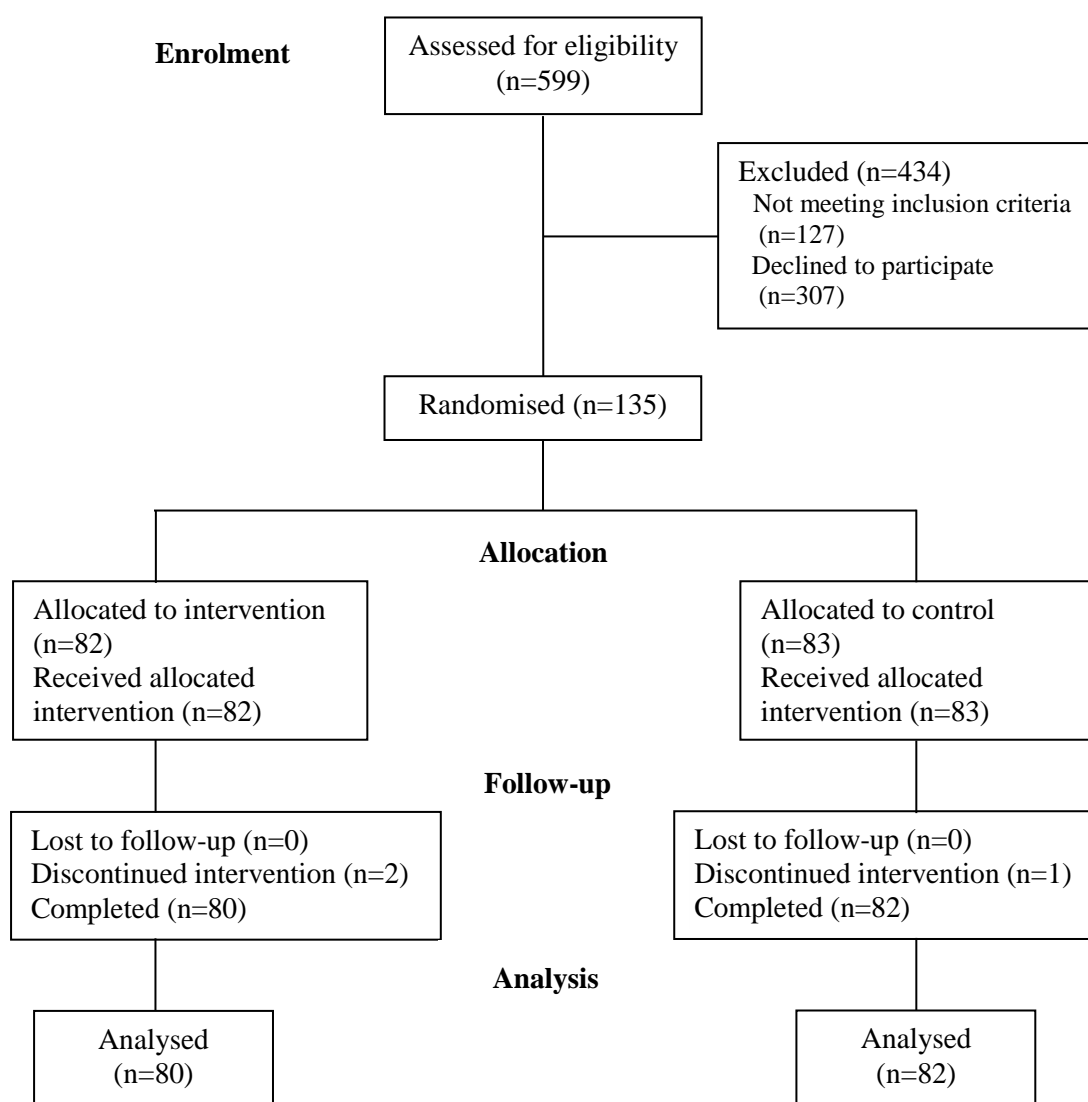 Enrolment
Assessed for eligibility
(n=599)
Excluded (n=434)
Not meeting inclusion criteria
(n=127)
Declined to participate
(n=307)
Randomised (n=135)
Allocation
Allocated to intervention
(n=82)
Received allocated
intervention (n=82)
Allocated to control
(n=83)
Received allocated
intervention (n=83)
Follow-up
Lost to follow-up (n=0)
Discontinued intervention (n=2)
Completed (n=80)
Lost to follow-up (n=0)
Discontinued intervention (n=1)
Completed (n=82)
Analysis
Analysed
(n=80)
Analysed
(n=82)